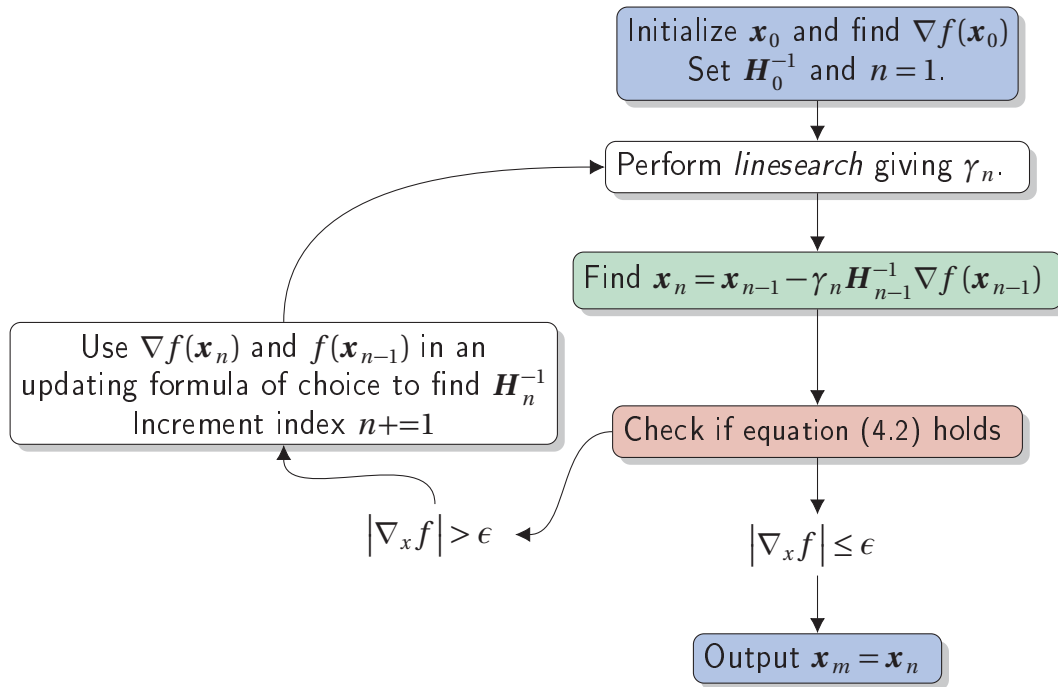 Initialize 𝒙₀ and find ∇f(𝒙₀)
Set 𝑯₀⁻¹ and n = 1.
Perform linesearch giving γₙ.
Find 𝒙ₙ = 𝒙ₙ₋₁ − γₙ𝑯ₙ₋₁⁻¹∇f(𝒙ₙ₋₁)
Use ∇f(𝒙ₙ) and f(𝒙ₙ₋₁) in an
updating formula of choice to find 𝑯ₙ⁻¹
Increment index n+=1
Check if equation (4.2) holds
|∇ₓf| > ϵ
|∇ₓf| ≤ ϵ
Output 𝒙ₘ = 𝒙ₙ